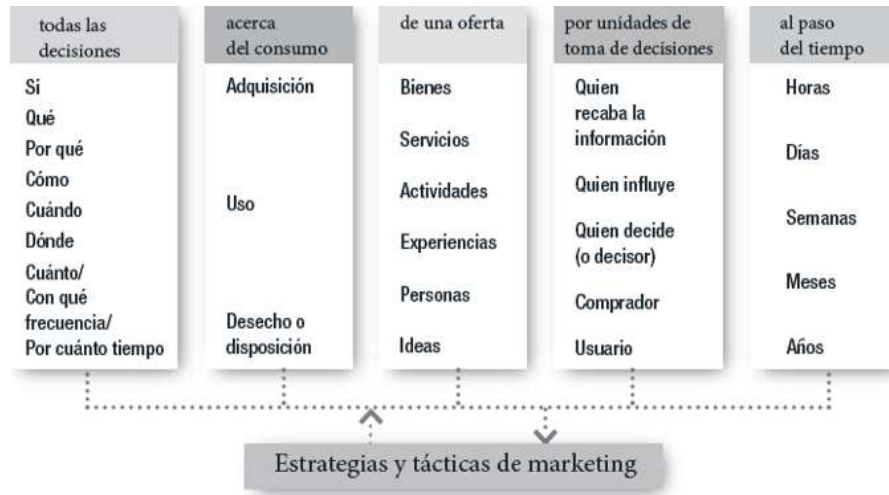 todas las
decisiones
Si
Qué
Por qué
Cómo
Cuándo
Dónde
Cuánto/
Con qué
frecuencia/
Por cuánto tiempo
acerca
del consumo
Adquisición
Uso
Desecho o
disposición
de una oferta
Bienes
Servicios
Actividades
Experiencias
Personas
Ideas
por unidades de
toma de decisiones
Quien
recaba la
información
Quien influye
Quien decide
(o decisor)
Comprador
Usuario
al paso
del tiempo
Horas
Días
Semanas
Meses
Años
Estrategias y tácticas de marketing